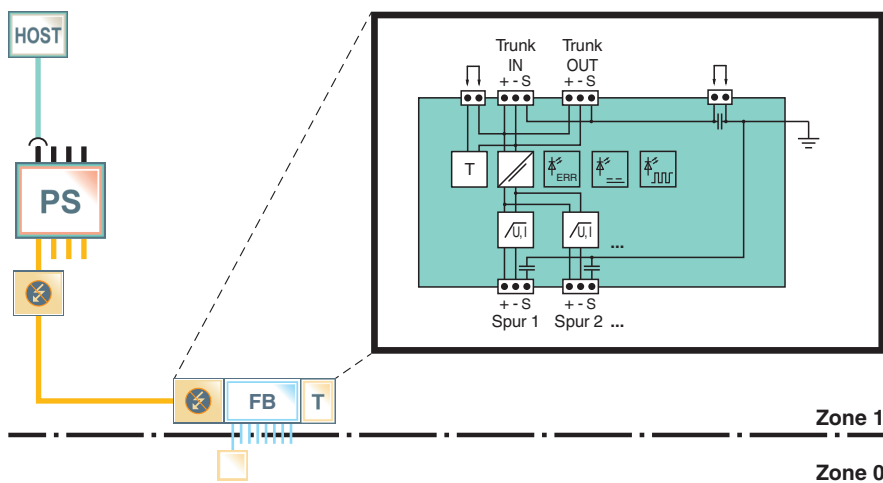 HOST
PS
Trunk IN
Trunk OUT
+ - S
+ - S
T
ERR
U,I
U,I
...
+ - S
+ - S
Spur 1
Spur 2 ...
FB
T
Zone 1
Zone 0